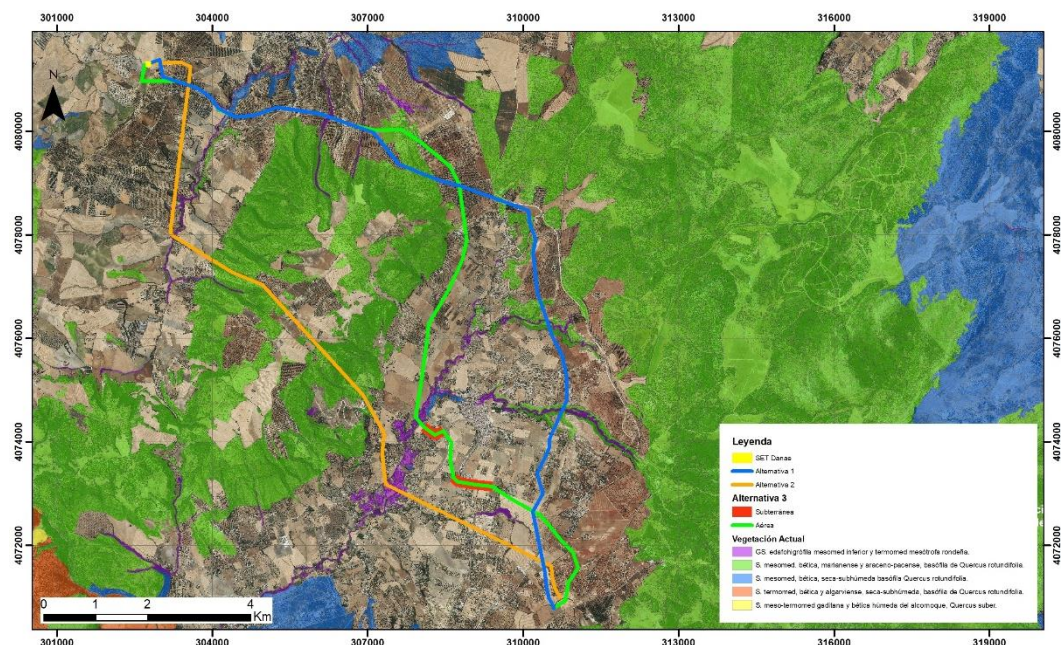 301000 304000 307000 310000 313000 316000 319000
N
4080000 4080000
4078000 4078000
4076000 4076000
4074000 4074000
4072000 4072000
Leyenda
SET Danae
Alternativa 1
Alternativa 2
Alternativa 3
Subterránea
Aérea
Vegetación Actual
GS. edafohigrófila mesomed inferior y termomed mesótrofa rondeña.
S. mesomed, bética, marianense y araceno-pacense, basófila de Quercus rotundifolia.
S. mesomed, bética, seca-subhúmeda basófila Quercus rotundifolia.
S. termomed, bética y algarviense, seca-subhúmeda, basófila de Quercus rotundifolia.
S. meso-termomed gaditana y bética húmeda del alcornoque, Quercus suber.
0 1 2 4
Km
301000 304000 307000 310000 313000 316000 319000